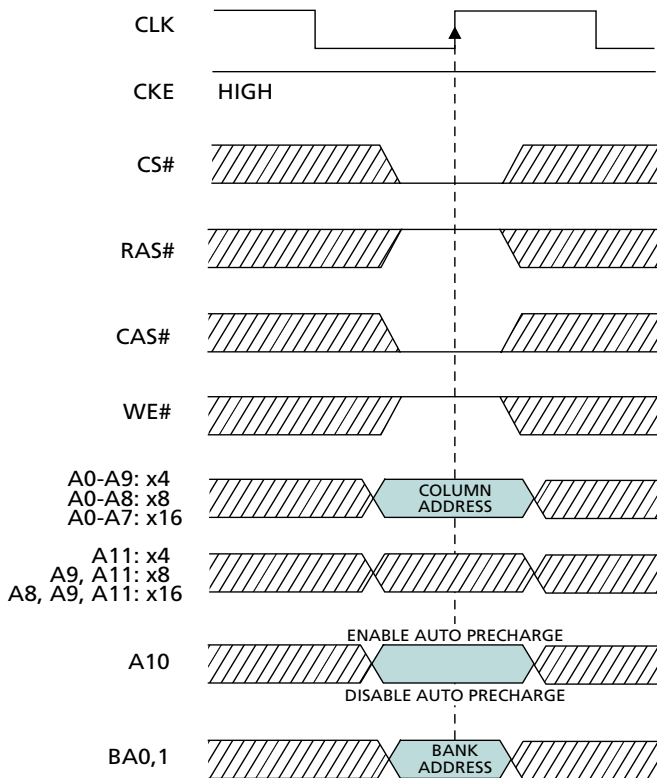 CLK
CKE HIGH
CS#
RAS#
CAS#
WE#
A0-A9: x4
A0-A8: x8
A0-A7: x16
COLUMN
ADDRESS
A11: x4
A9, A11: x8
A8, A9, A11: x16
ENABLE AUTO PRECHARGE
A10
DISABLE AUTO PRECHARGE
BA0,1
BANK
ADDRESS